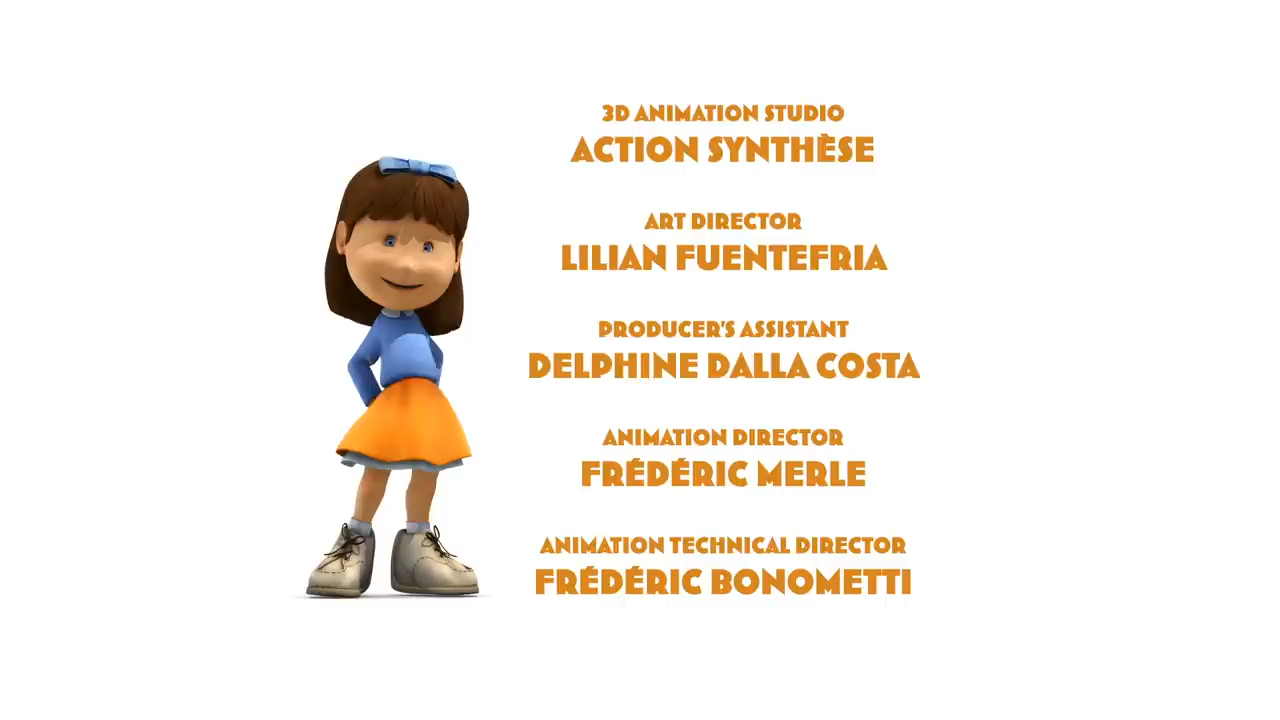 3D ANIMATION STUDIO
ACTION SYNTHÈSE
ART DIRECTOR
LILIAN FUENTEFRIA
PRODUCER'S ASSISTANT
DELPHINE DALLA COSTA
ANIMATION DIRECTOR
FRÉDÉRIC MERLE
ANIMATION TECHNICAL DIRECTOR
FRÉDÉRIC BONOMETTI